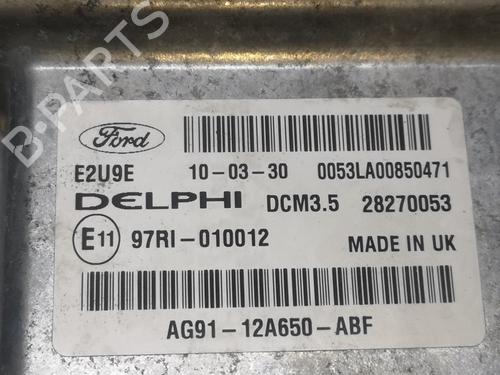 B-PARTS
Ford
E2U9E 10-03-30 0053LA00850471
DELPHI DCM3.5 28270053
E11 97RI-010012 MADE IN UK
AG91-12A650-ABF